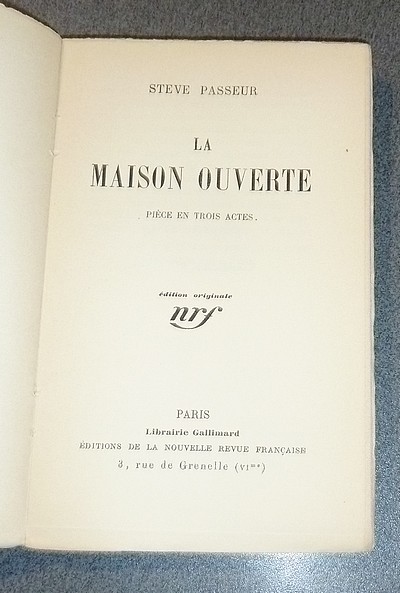 STEVE PASSEUR
LA
MAISON OUVERTE
PIÈCE EN TROIS ACTES.
édition originale
nrf
PARIS
Librairie Gallimard
ÉDITIONS DE LA NOUVELLE REVUE FRANÇAISE
3, rue de Grenelle (VIme)